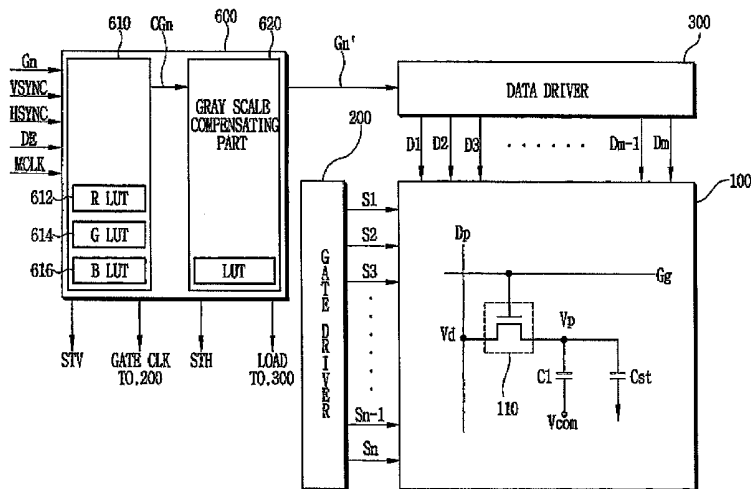 610
600
620
CGn
Gn'
300
Gn
VSYNC
HSYNC
DE
MCLK
GRAY SCALE
COMPENSATING
PART
DATA DRIVER
200
D1
D2
D3
· · · · · ·
Dm-1
Dm
100
612
R LUT
614
G LUT
616
B LUT
LUT
STV
GATE CLK
TO.200
STH
LOAD
TO.300
GATE DRIVER
S1
S2
S3
Sn-1
Sn
Dp
Gg
Vd
Vp
110
C1
Cst
Vcom